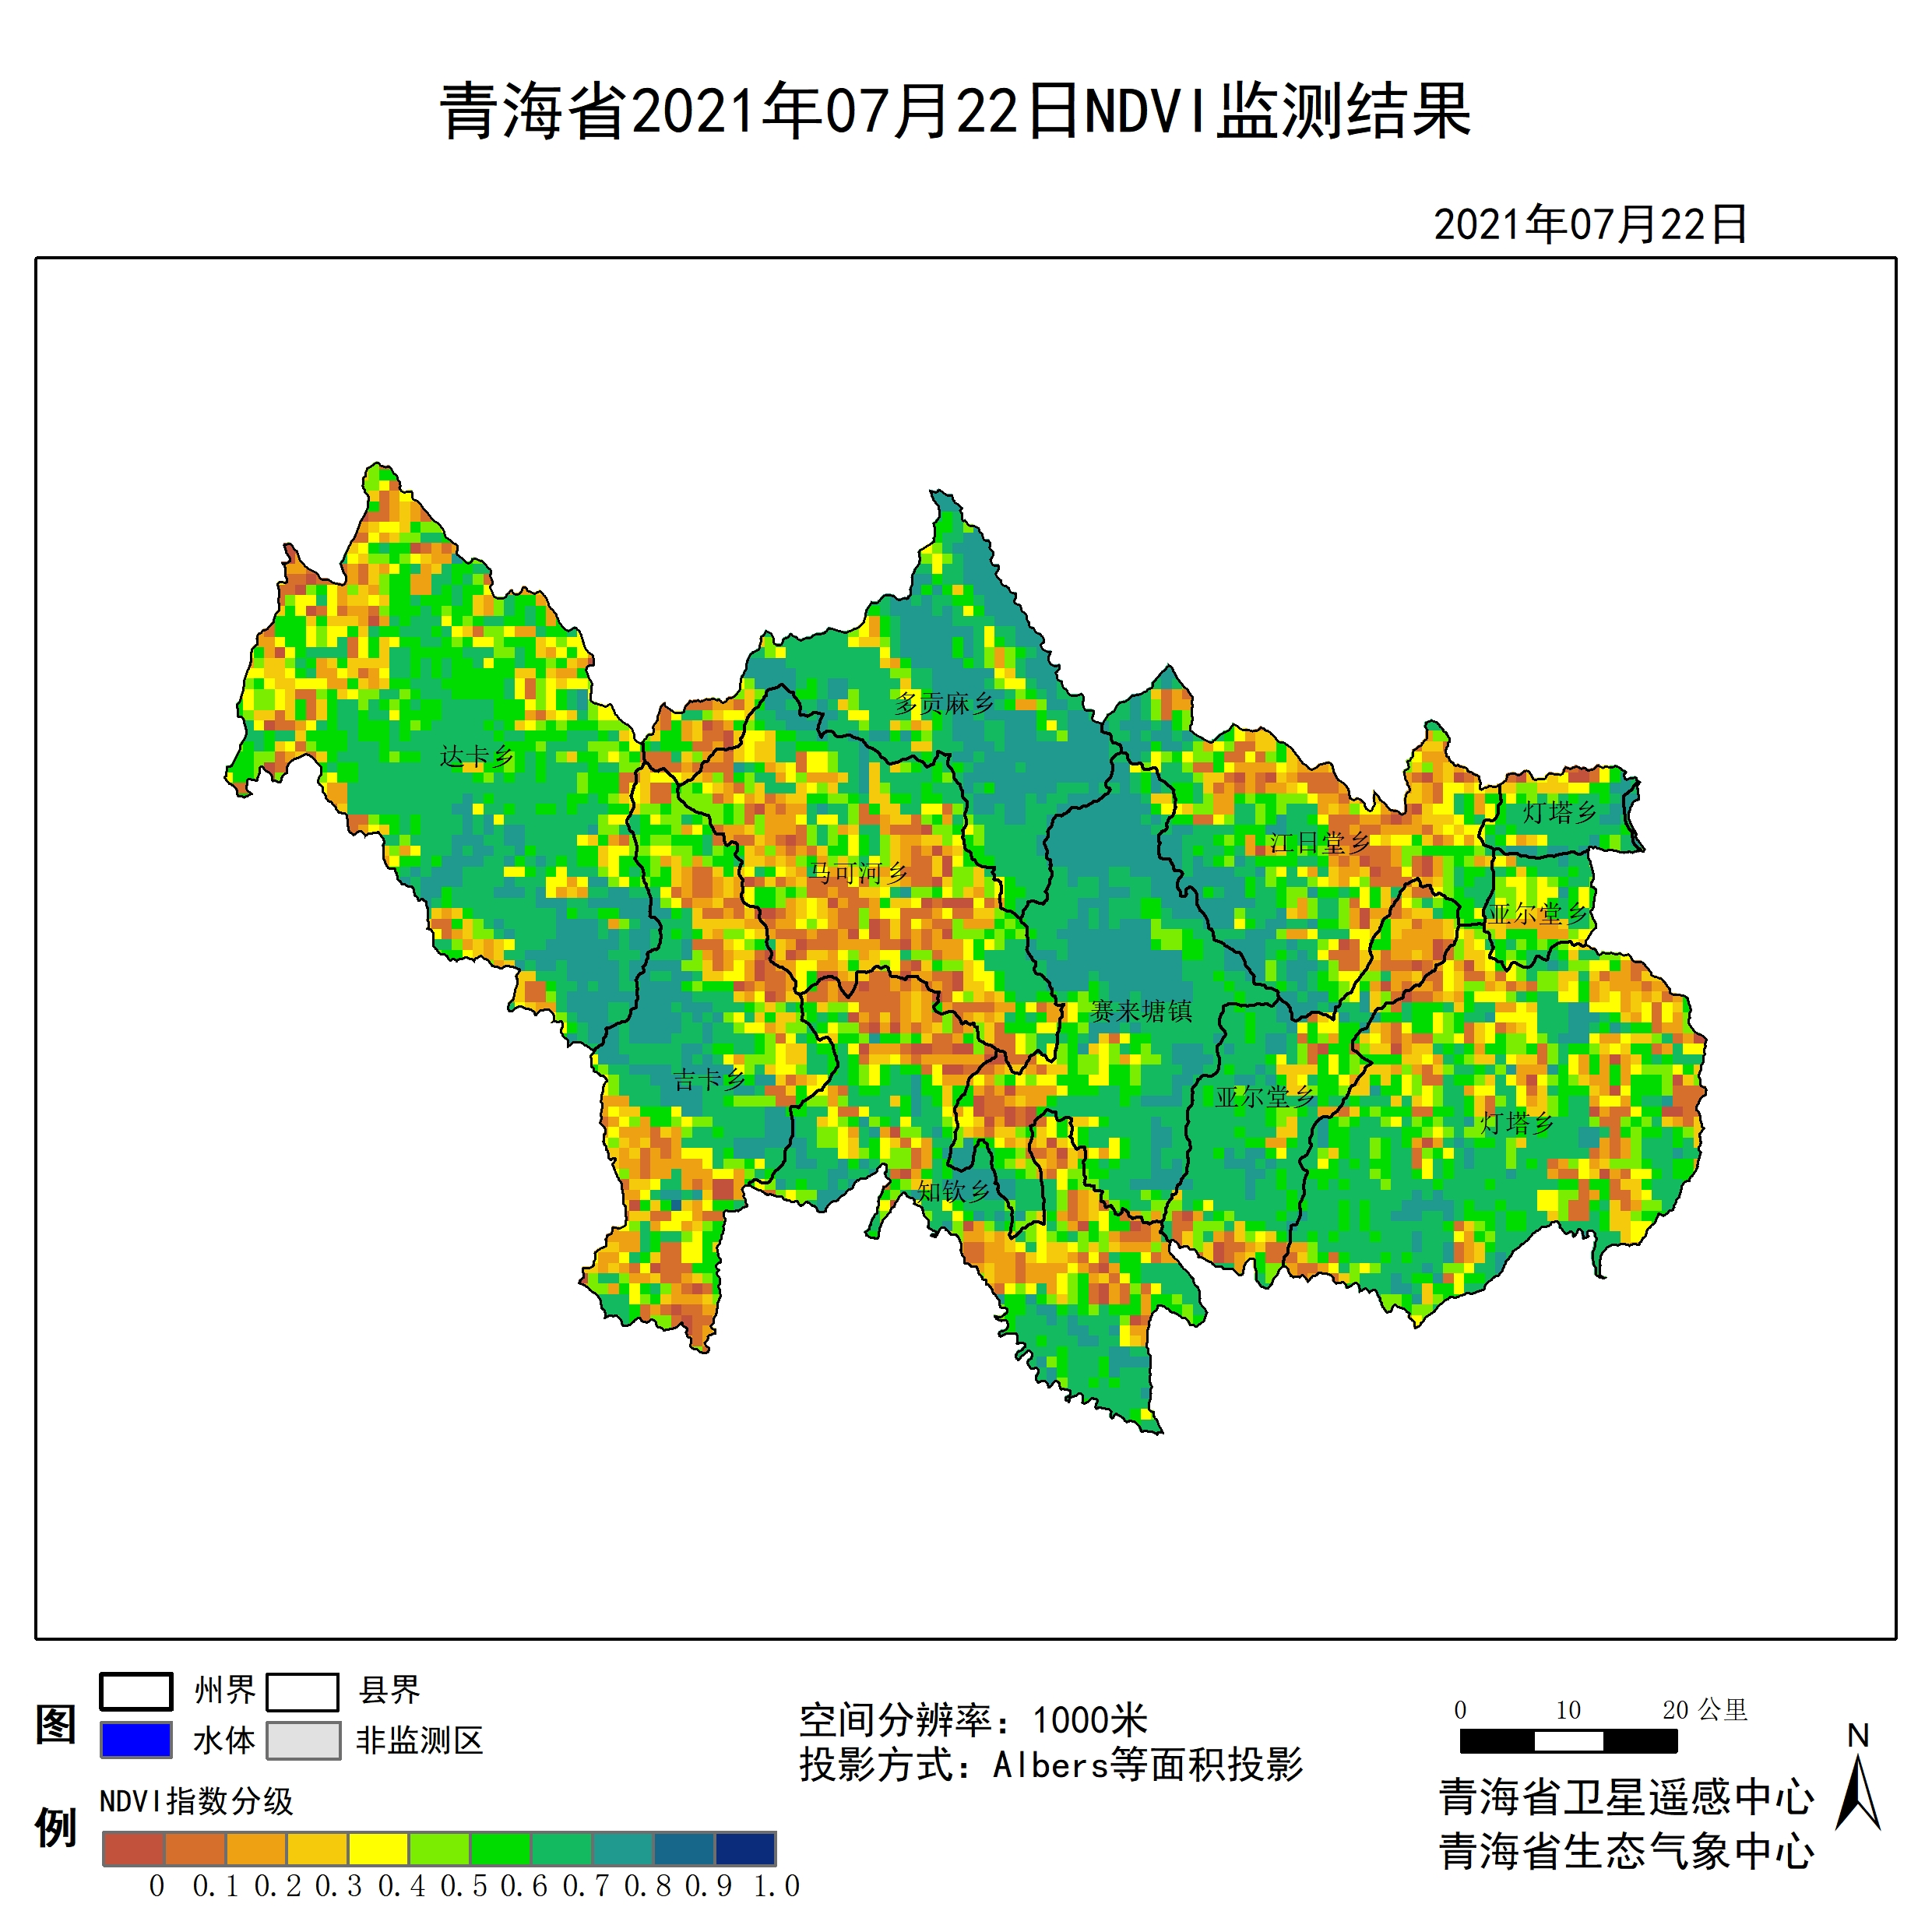 青海省2021年07月22日NDVI监测结果
2021年07月22日
多贡麻乡
达卡乡
灯塔乡
江日堂乡
马可河乡
亚尔堂乡
赛来塘镇
吉卡乡
亚尔堂乡
灯塔乡
知钦乡
图例
州界 县界
水体 非监测区
NDVI指数分级
0 0.1 0.2 0.3 0.4 0.5 0.6 0.7 0.8 0.9 1.0
空间分辨率：1000米
投影方式：Albers等面积投影
0 10 20 公里
N
青海省卫星遥感中心
青海省生态气象中心